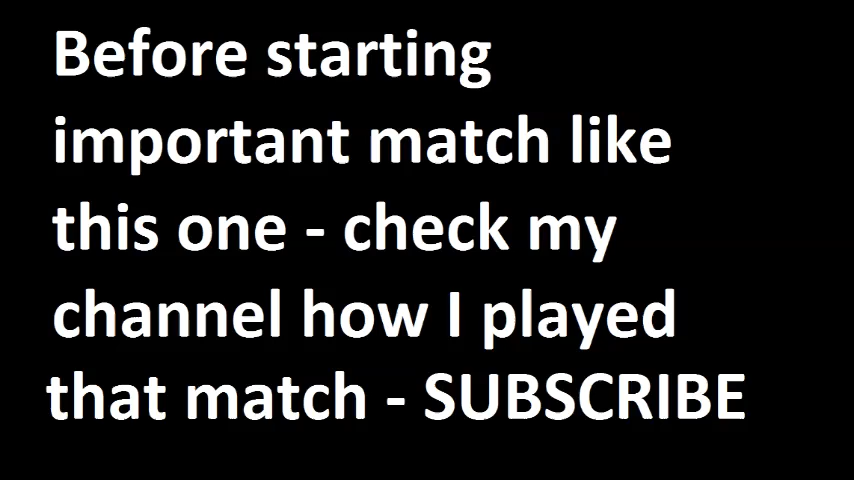 Before starting
important match like
this one - check my
channel how I played
that match - SUBSCRIBE